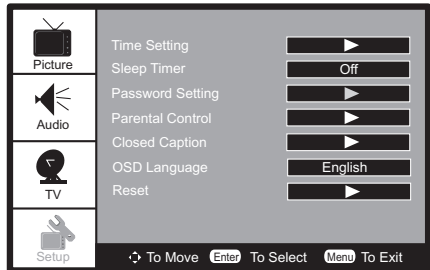 Picture
Audio
TV
Setup
Time Setting
Sleep Timer Off
Password Setting
Parental Control
Closed Caption
OSD Language English
Reset
To Move Enter To Select Menu To Exit